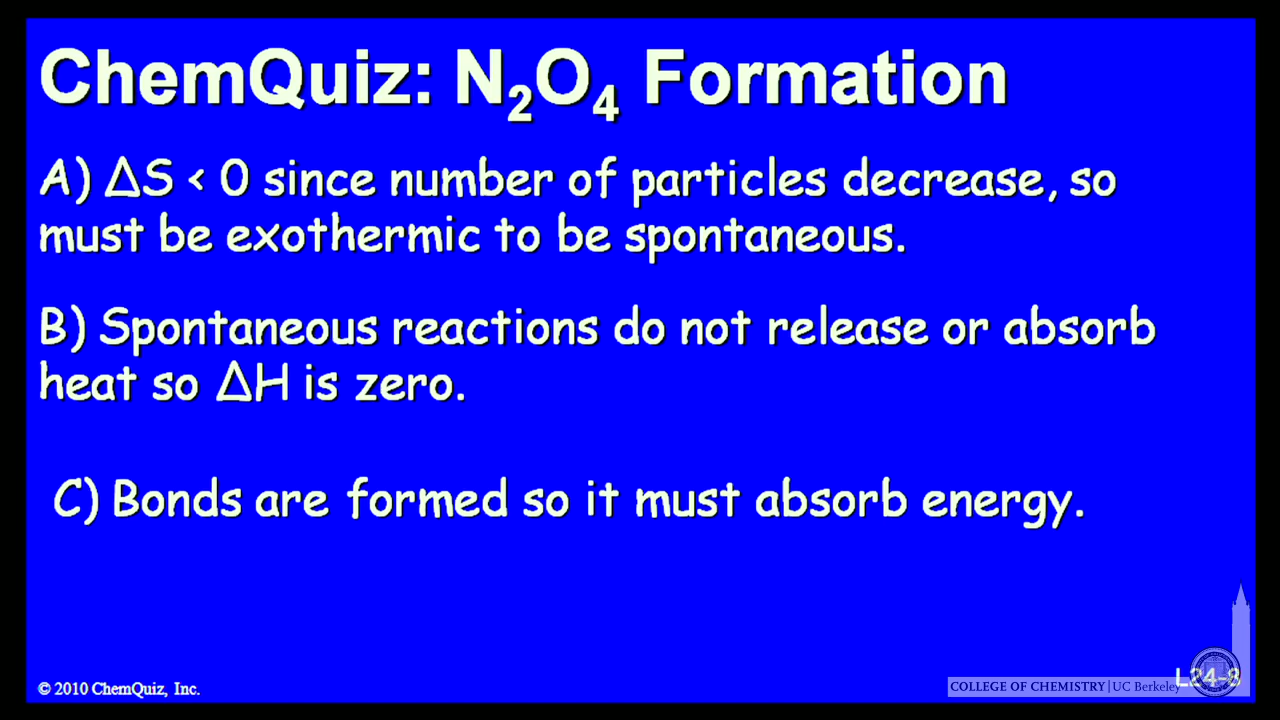 ChemQuiz: N₂O₄ Formation
A) ΔS < 0 since number of particles decrease, so
must be exothermic to be spontaneous.
B) Spontaneous reactions do not release or absorb
heat so ΔH is zero.
C) Bonds are formed so it must absorb energy.
© 2010 ChemQuiz, Inc.
COLLEGE OF CHEMISTRY | UC Berkeley
L24-8